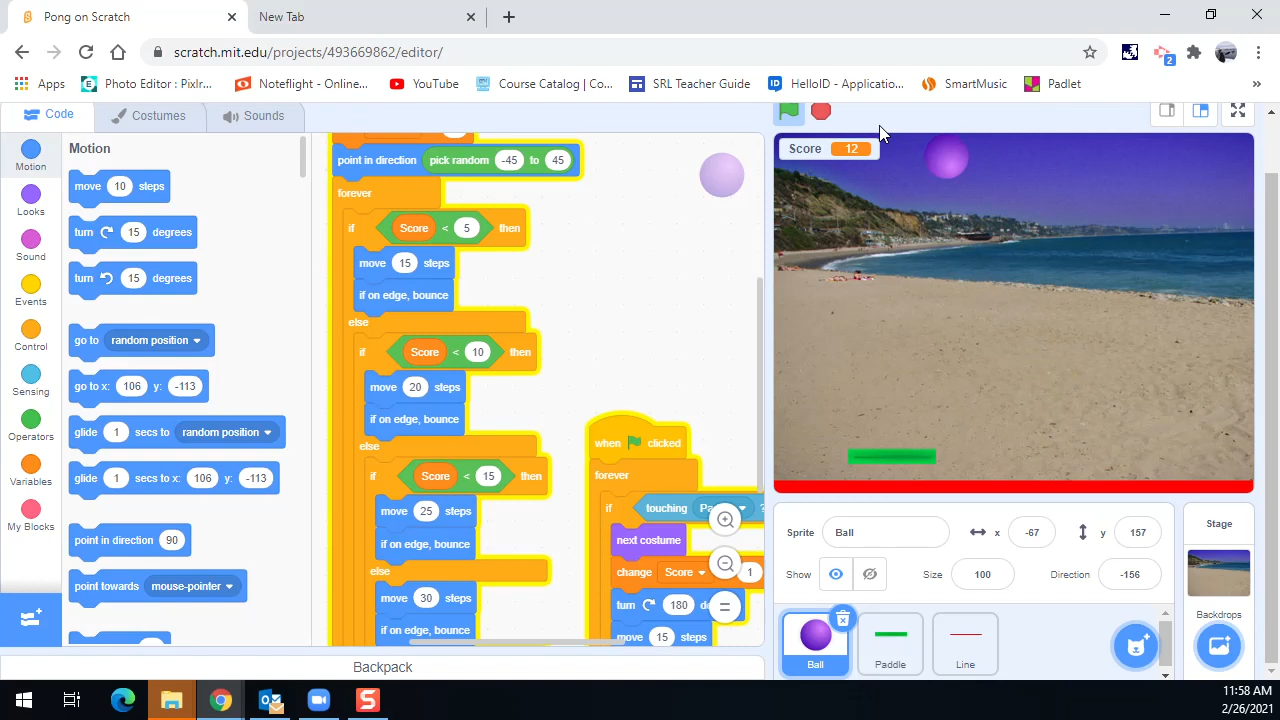 Pong on Scratch
New Tab
scratch.mit.edu/projects/493669862/editor/
2
Apps
Photo Editor : Pixlr...
Noteflight - Online...
YouTube
Course Catalog | Co...
SRL Teacher Guide
HelloID - Applicatio...
SmartMusic
Padlet
»
Code
Costumes
Sounds
Motion
Looks
Sound
Events
Control
Sensing
Operators
Variables
My Blocks
Motion
move 10 steps
turn 15 degrees
turn 15 degrees
go to random position
go to x: 106 y: -113
glide 1 secs to random position
glide 1 secs to x: 106 y: -113
point in direction 90
point towards mouse-pointer
point in direction pick random -45 to 45
forever
if Score < 5 then
move 15 steps
if on edge, bounce
else
if Score < 10 then
move 20 steps
if on edge, bounce
else
if Score < 15 then
move 25 steps
if on edge, bounce
else
move 30 steps
if on edge, bounce
when clicked
forever
if touching ?
next costume
change Score 1
turn 180
move 15 steps
Backpack
Score 12
Sprite Ball x -67 y 157
Show Size 100 Direction -156
Ball
Paddle
Line
Stage
Backdrops
11:58 AM
2/26/2021